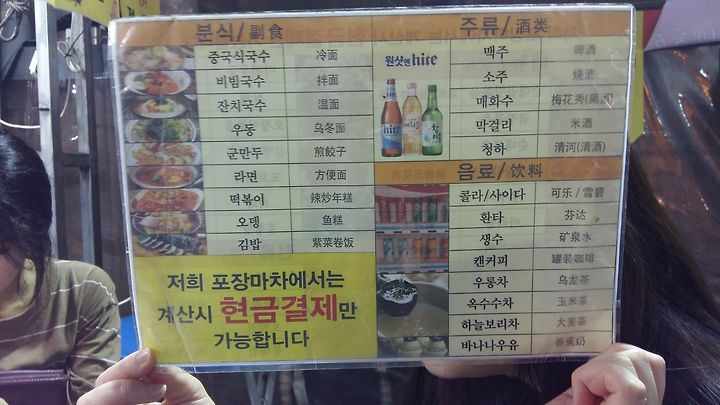 분식/副食
중국식국수 冷面
비빔국수 拌面
잔치국수 温面
우동 乌冬面
군만두 煎餃子
라면 方便面
떡볶이 辣炒年糕
오뎅 鱼糕
김밥 紫菜卷饭
저희 포장마차에서는
계산시 현금결제만
가능합니다
주류/酒类
원샷엔 hite
맥주 啤酒
소주 烧酒
매화수 梅花秀(果酒)
막걸리 米酒
청하 清河(清酒)
음료/饮料
콜라/사이다 可乐/雪碧
환타 芬达
생수 矿泉水
캔커피 罐装咖啡
우롱차 乌龙茶
옥수수차 玉米茶
하늘보리차 大麦茶
바나나우유 香蕉奶